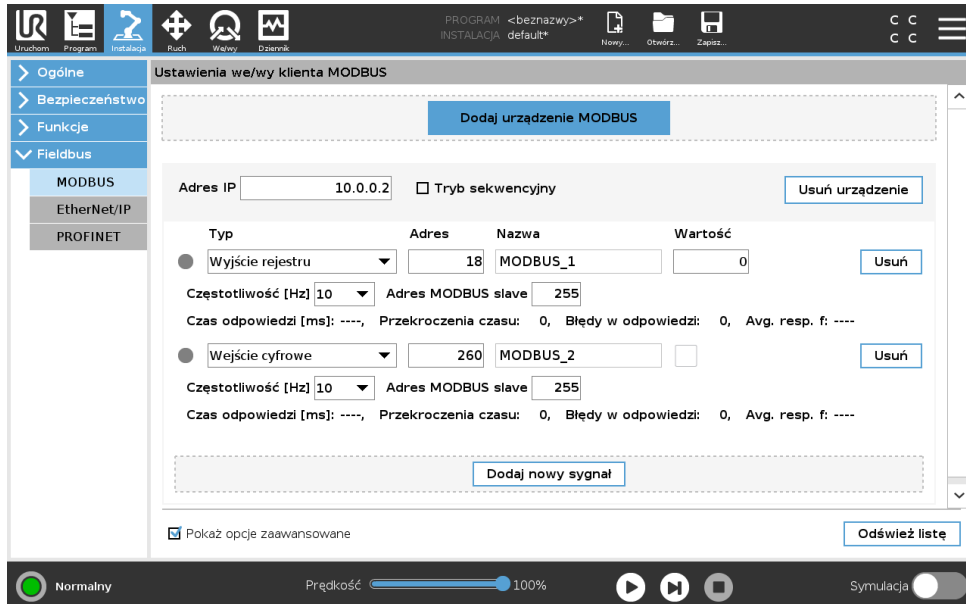 PROGRAM <beznazwy>*
INSTALACJA default*
UR
Uruchom Program Instalacja Ruch We/wy Dziennik Nowy... Otwórz... Zapisz...
C C
C C
Ogólne
Bezpieczeństwo
Funkcje
Fieldbus
MODBUS
EtherNet/IP
PROFINET
Ustawienia we/wy klienta MODBUS
Dodaj urządzenie MODBUS
Adres IP 10.0.0.2 Tryb sekwencyjny Usuń urządzenie
Typ Adres Nazwa Wartość
Wyjście rejestru 18 MODBUS_1 0 Usuń
Częstotliwość [Hz] 10 Adres MODBUS slave 255
Czas odpowiedzi [ms]: ----, Przekroczenia czasu: 0, Błędy w odpowiedzi: 0, Avg. resp. f: ----
Wejście cyfrowe 260 MODBUS_2 Usuń
Częstotliwość [Hz] 10 Adres MODBUS slave 255
Czas odpowiedzi [ms]: ----, Przekroczenia czasu: 0, Błędy w odpowiedzi: 0, Avg. resp. f: ----
Dodaj nowy sygnał
Pokaż opcje zaawansowane Odśwież listę
Normalny Prędkość 100% Symulacja